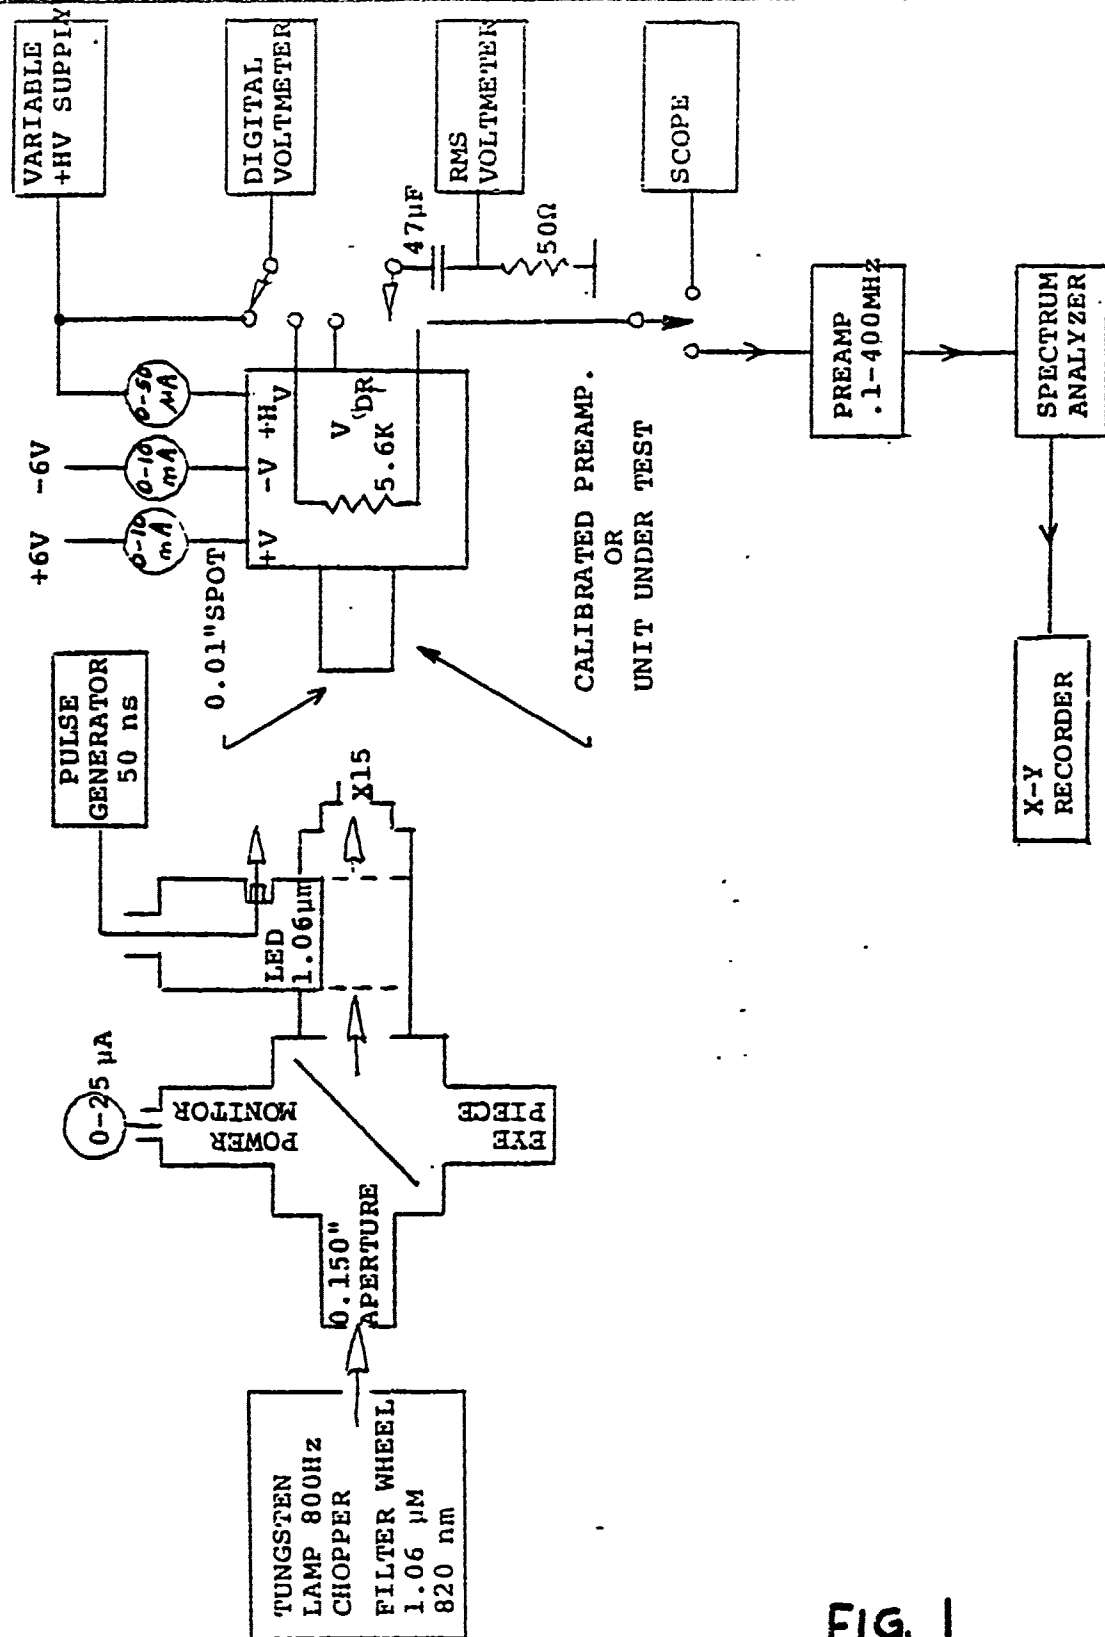 VARIABLE
+HV SUPPLY
DIGITAL
VOLTMETER
RMS
VOLTMETER
SCOPE
47μF
50Ω
+6V
-6V
0-10
mA
0-10
mA
0-50
μA
+V
-V
+HV
V
DR
5.6K
PREAMP
.1-400MHz
SPECTRUM
ANALYZER
X-Y
RECORDER
CALIBRATED PREAMP.
OR
UNIT UNDER TEST
0.01"SPOT
PULSE
GENERATOR
50 ns
X15
LED
1.06μm
0-25 μA
POWER
MONITOR
EYE
PIECE
0.150"
APERTURE
TUNGSTEN
LAMP 800Hz
CHOPPER
FILTER WHEEL
1.06 μM
820 nm
FIG. 1